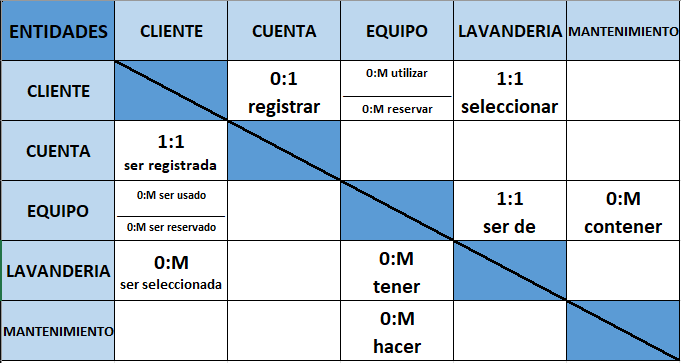 ENTIDADES CLIENTE CUENTA EQUIPO LAVANDERIA MANTENIMIENTO
CLIENTE
0:1
registrar
0:M utilizar
0:M reservar
1:1
seleccionar
CUENTA
1:1
ser registrada
EQUIPO
0:M ser usado
0:M ser reservado
1:1
ser de
0:M
contener
LAVANDERIA
0:M
ser seleccionada
0:M
tener
MANTENIMIENTO
0:M
hacer